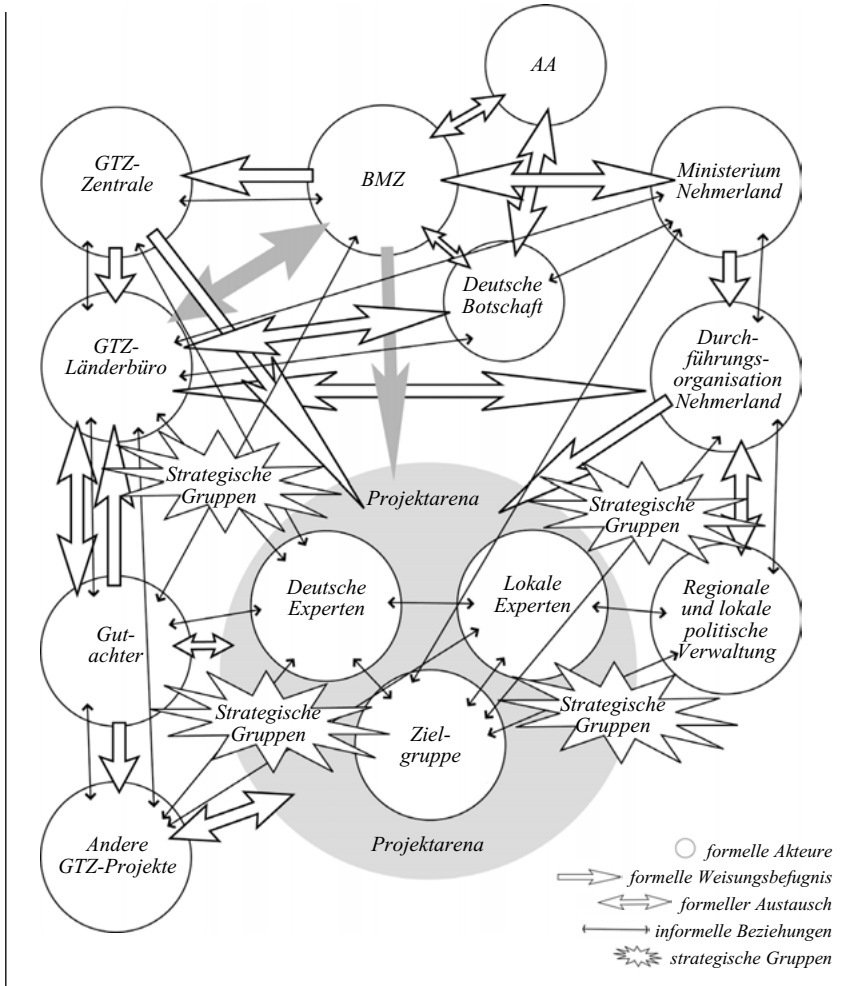 AA
GTZ-
Zentrale
BMZ
Ministerium
Nehmerland
Deutsche
Botschaft
GTZ-
Länderbüro
Durch-
führungs-
organisation
Nehmerland
Strategische
Gruppen
Projektarena
Strategische
Gruppen
Deutsche
Experten
Lokale
Experten
Regionale
und lokale
politische
Verwaltung
Gut-
achter
Strategische
Gruppen
Ziel-
gruppe
Strategische
Gruppen
Andere
GTZ-Projekte
Projektarena
formelle Akteure
formelle Weisungsbefugnis
formeller Austausch
informelle Beziehungen
strategische Gruppen